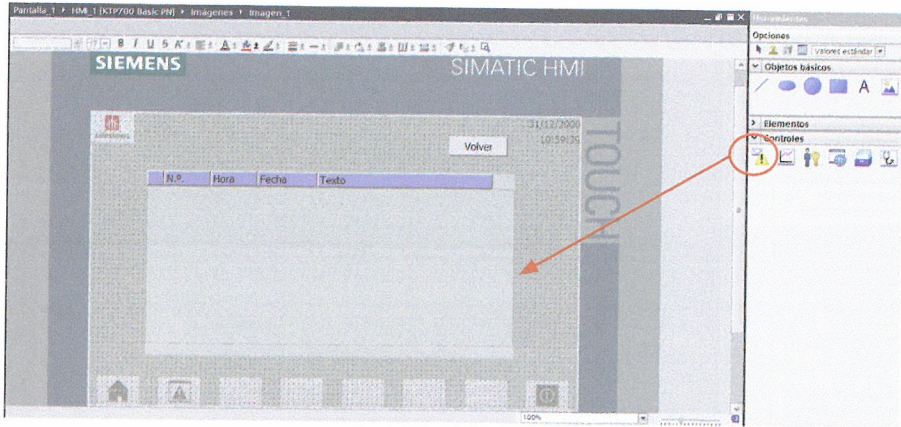 Pantalla_1 ▸ HMI_1 [KTP700 Basic PN] ▸ Imágenes ▸ Imagen_1
Herramientas
Opciones
Valores estándar
Objetos básicos
A
Elementos
Controles
B I U S A
SIEMENS
SIMATIC HMI
TOUCH
31/12/2000
10:59:39
Volver
N.º. Hora Fecha Texto
100%